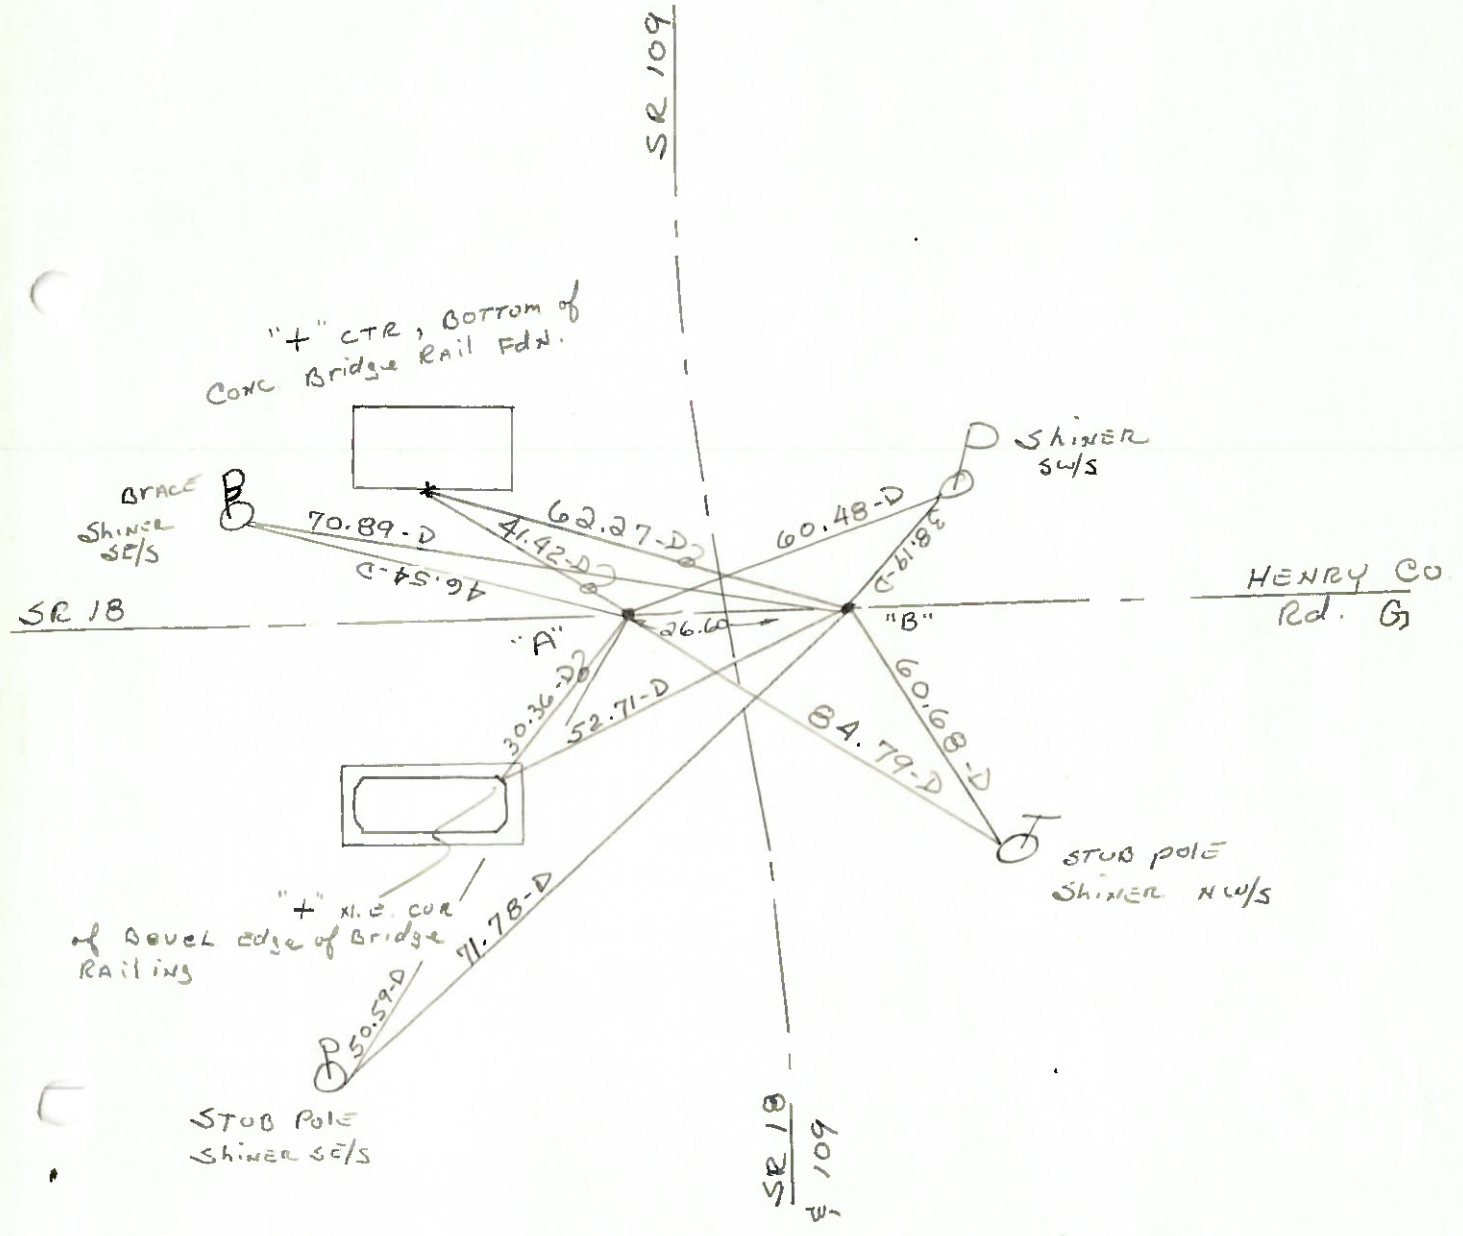 SR 109
"+" CTR, BOTTOM of
CONC Bridge RAil FdN.
P ShiNER
SW/S
BrACE
ShiNER
SE/S
70.89-D
41.42-D
62.27-D
60.48-D
38.19-D
46.54-D
HENRY CO
Rd. G
SR 18
"A"
26.60
"B"
30.36-D
52.71-D
84.79-D
60.68-D
STUB polE
ShiNER NW/S
"+" N.E. COR
of BEVEL Edge of Bridge
RAiliNg
71.78-D
50.59-D
P
STUB PolE
ShiNER SE/S
SR 18
& 109